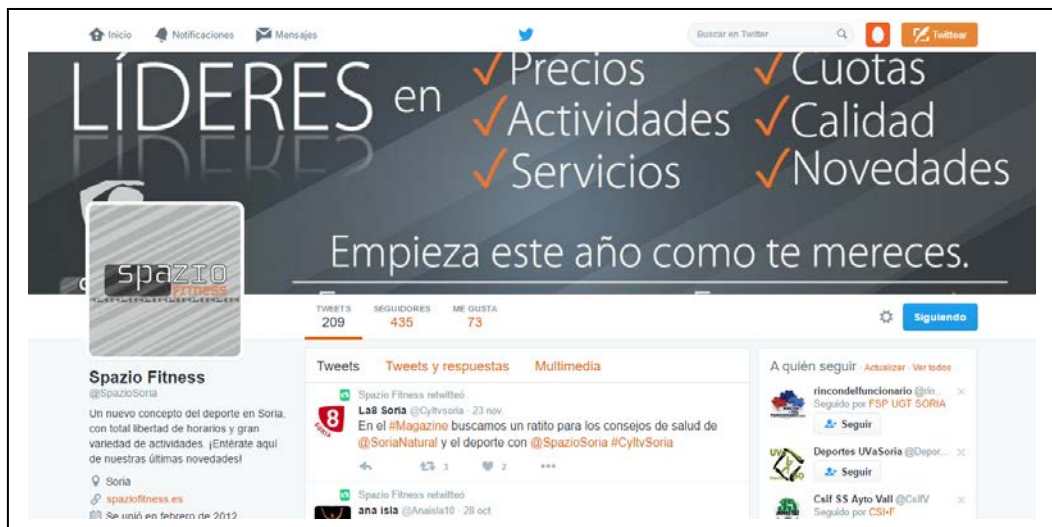 Inicio Notificaciones Mensajes Buscar en Twitter Twittear
LÍDERES en
✓Precios ✓Cuotas
✓Actividades ✓Calidad
✓Servicios ✓Novedades
Empieza este año como te mereces.
spazio
FITNESS
TWEETS SEGUIDORES ME GUSTA
209 435 73
Siguiendo
Spazio Fitness
@SpazioSoria
Un nuevo concepto del deporte en Soria,
con total libertad de horarios y gran
variedad de actividades. ¡Entérate aquí
de nuestras últimas novedades!
Soria
spaziofitness.es
Se unió en febrero de 2012
Tweets Tweets y respuestas Multimedia
Spazio Fitness retwitteó
8
SORIA
La8 Soria @Cyltvsoria · 23 nov
En el #Magazine buscamos un ratito para los consejos de salud de
@SoriaNatural y el deporte con @SpazioSoria #CyltvSoria
3 2
Spazio Fitness retwitteó
ana isla @Anaisla10 · 28 oct.
A quién seguir · Actualizar · Ver todos
rincondelfuncionario @rin...
Seguido por FSP UGT SORIA
Seguir
Deportes UVaSoria @Depor...
Seguir
Csif SS Ayto Vall @CsifV
Seguido por CSI•F